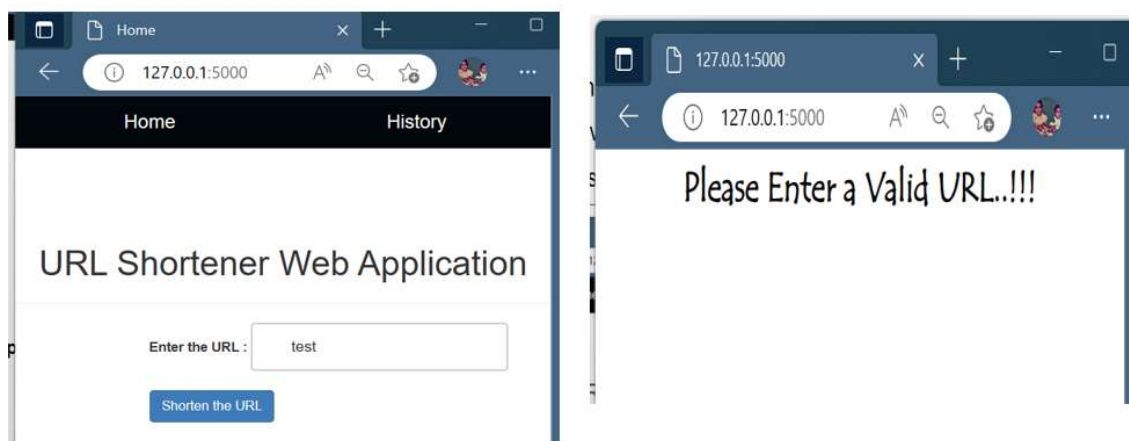 Home
127.0.0.1:5000
Home History
URL Shortener Web Application
Enter the URL : test
Shorten the URL
127.0.0.1:5000
127.0.0.1:5000
Please Enter a Valid URL..!!!